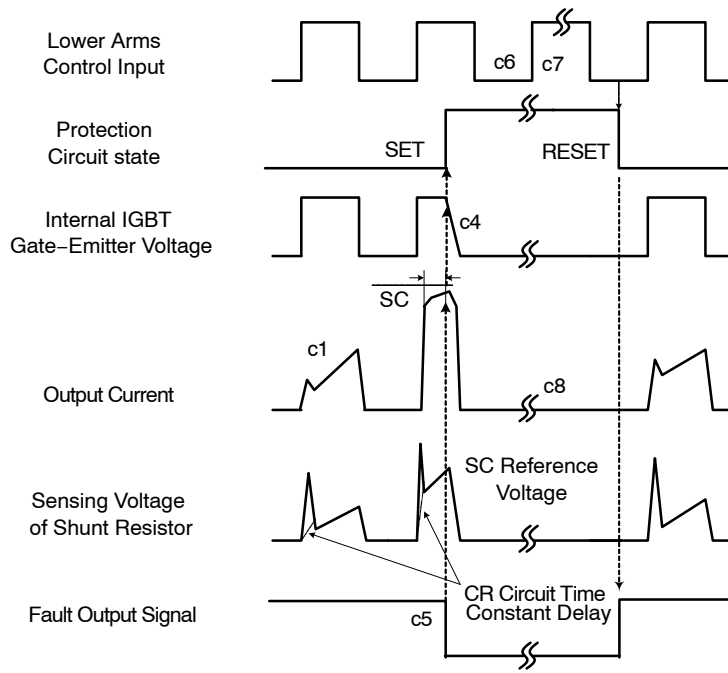 Lower Arms
Control Input
c6
c7
Protection
Circuit state
SET
RESET
Internal IGBT
Gate−Emitter Voltage
c4
SC
c1
Output Current
c8
Sensing Voltage
of Shunt Resistor
SC Reference
Voltage
Fault Output Signal
c5
CR Circuit Time
Constant Delay